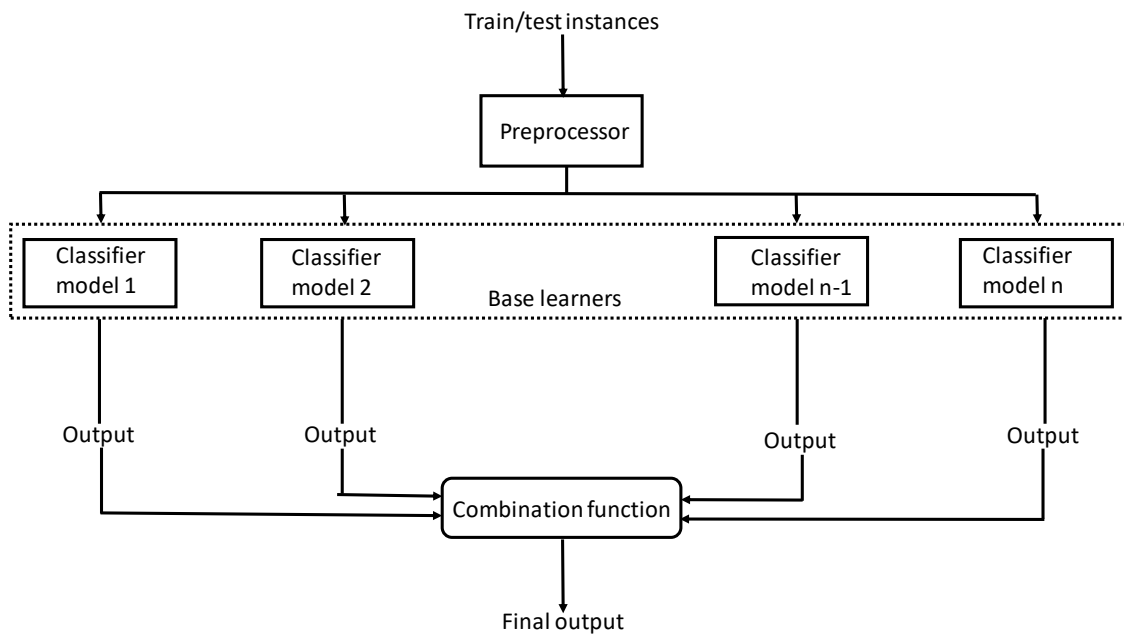 Train/test instances
Preprocessor
Classifier
model 1
Classifier
model 2
Base learners
Classifier
model n-1
Classifier
model n
Output
Output
Output
Output
Combination function
Final output